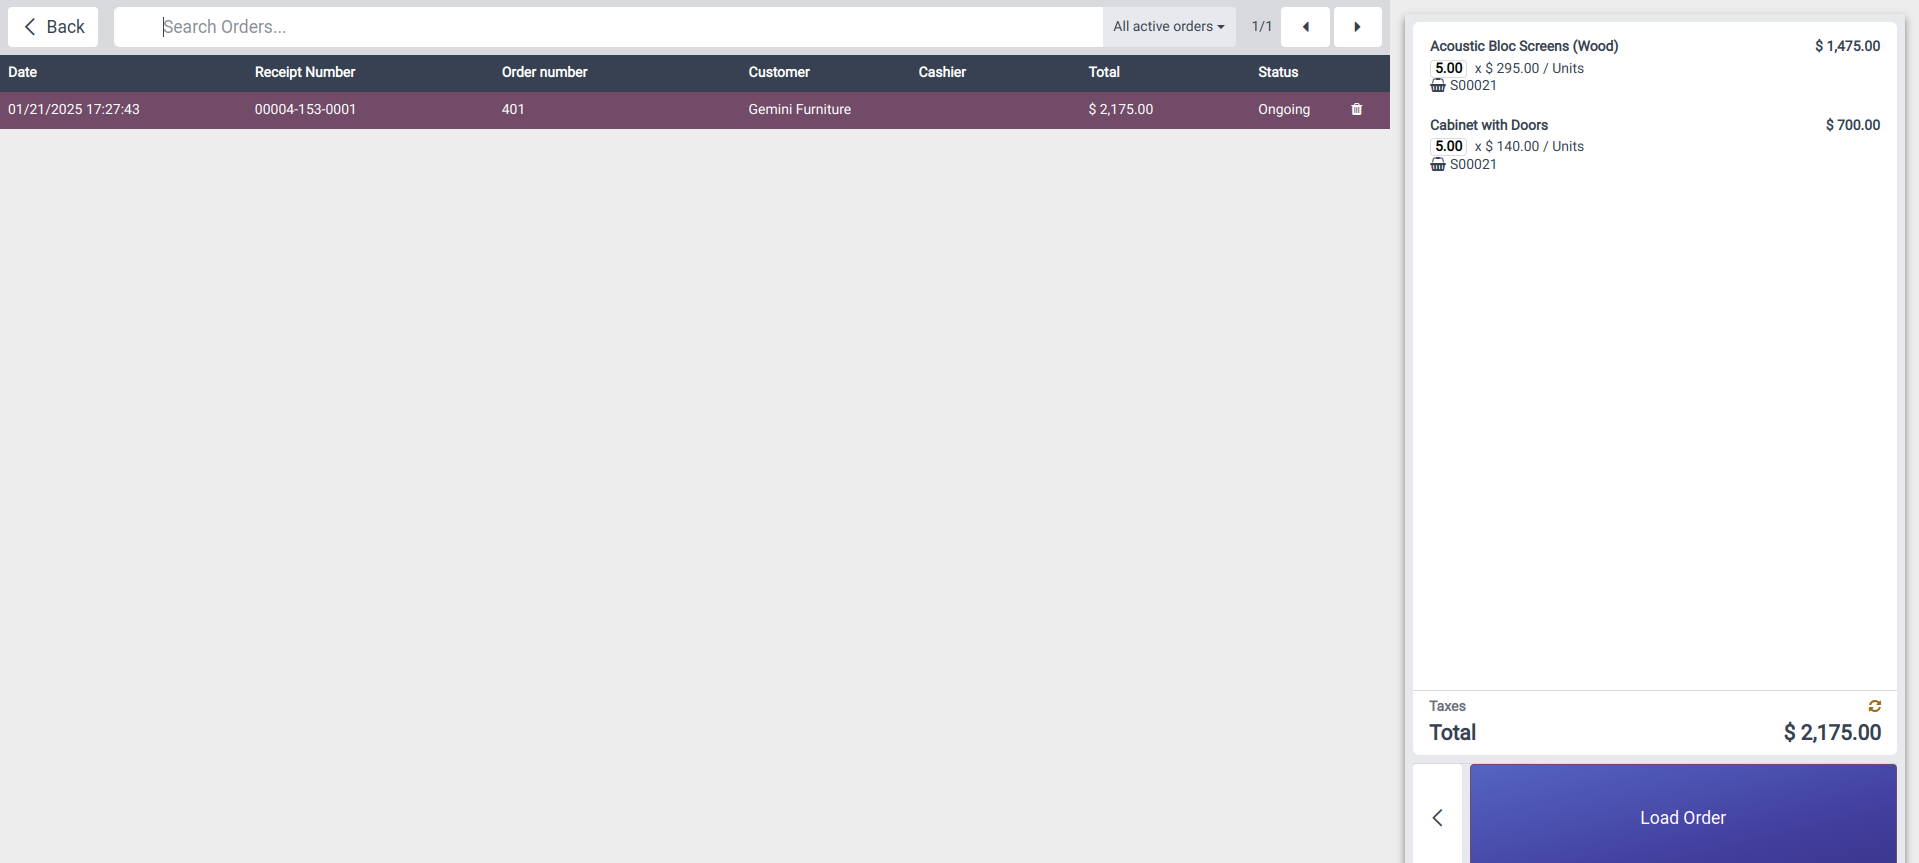 Back
Search Orders...
All active orders
1/1
Date Receipt Number Order number Customer Cashier Total Status
01/21/2025 17:27:43 00004-153-0001 401 Gemini Furniture $ 2,175.00 Ongoing
Acoustic Bloc Screens (Wood) $ 1,475.00
5.00 x $ 295.00 / Units
S00021
Cabinet with Doors $ 700.00
5.00 x $ 140.00 / Units
S00021
Taxes
Total $ 2,175.00
Load Order